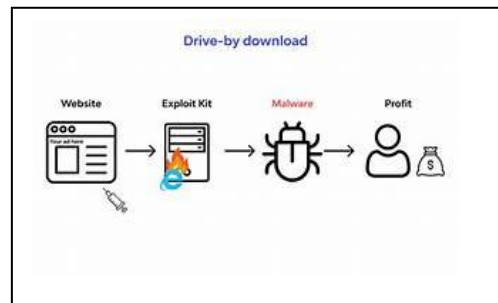 Drive-by download
Website
Exploit Kit
Malware
Profit
Your ad here
$